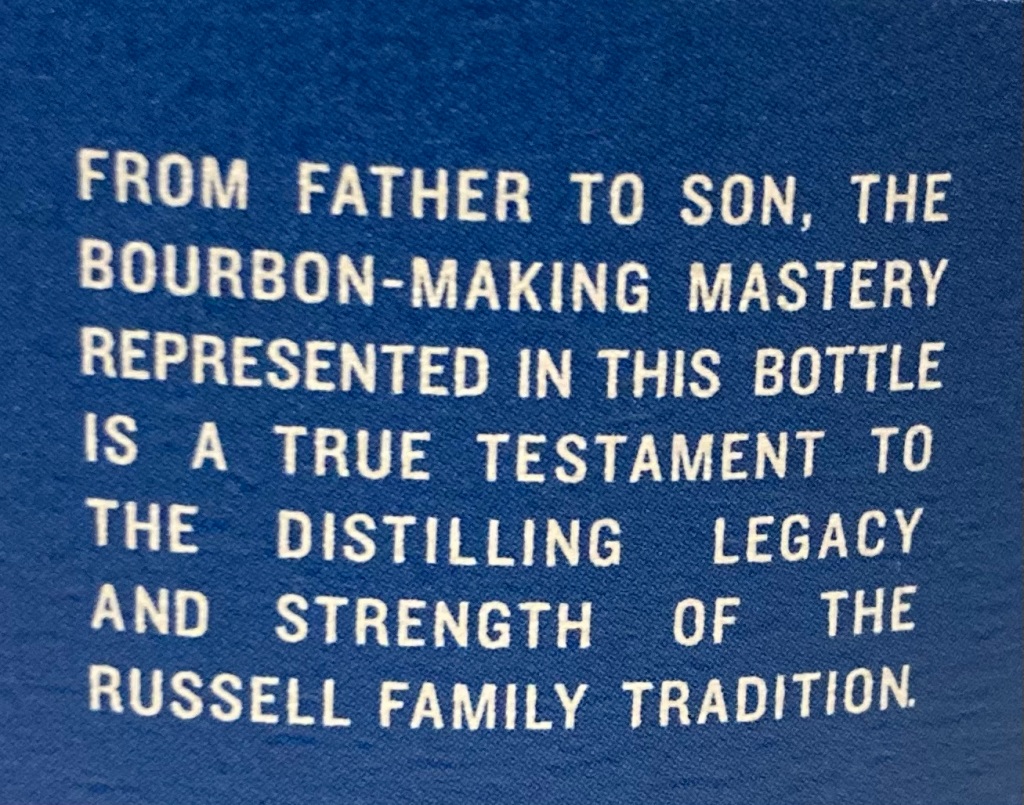 FROM FATHER TO SON, THE
BOURBON-MAKING MASTERY
REPRESENTED IN THIS BOTTLE
IS A TRUE TESTAMENT TO
THE DISTILLING LEGACY
AND STRENGTH OF THE
RUSSELL FAMILY TRADITION.